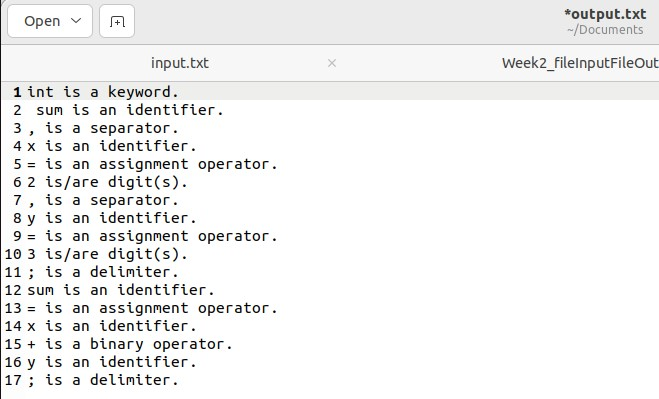 Open
*output.txt
~/Documents
input.txt × Week2_fileInputFileOut
1 int is a keyword.
2  sum is an identifier.
3 , is a separator.
4 x is an identifier.
5 = is an assignment operator.
6 2 is/are digit(s).
7 , is a separator.
8 y is an identifier.
9 = is an assignment operator.
10 3 is/are digit(s).
11 ; is a delimiter.
12 sum is an identifier.
13 = is an assignment operator.
14 x is an identifier.
15 + is a binary operator.
16 y is an identifier.
17 ; is a delimiter.